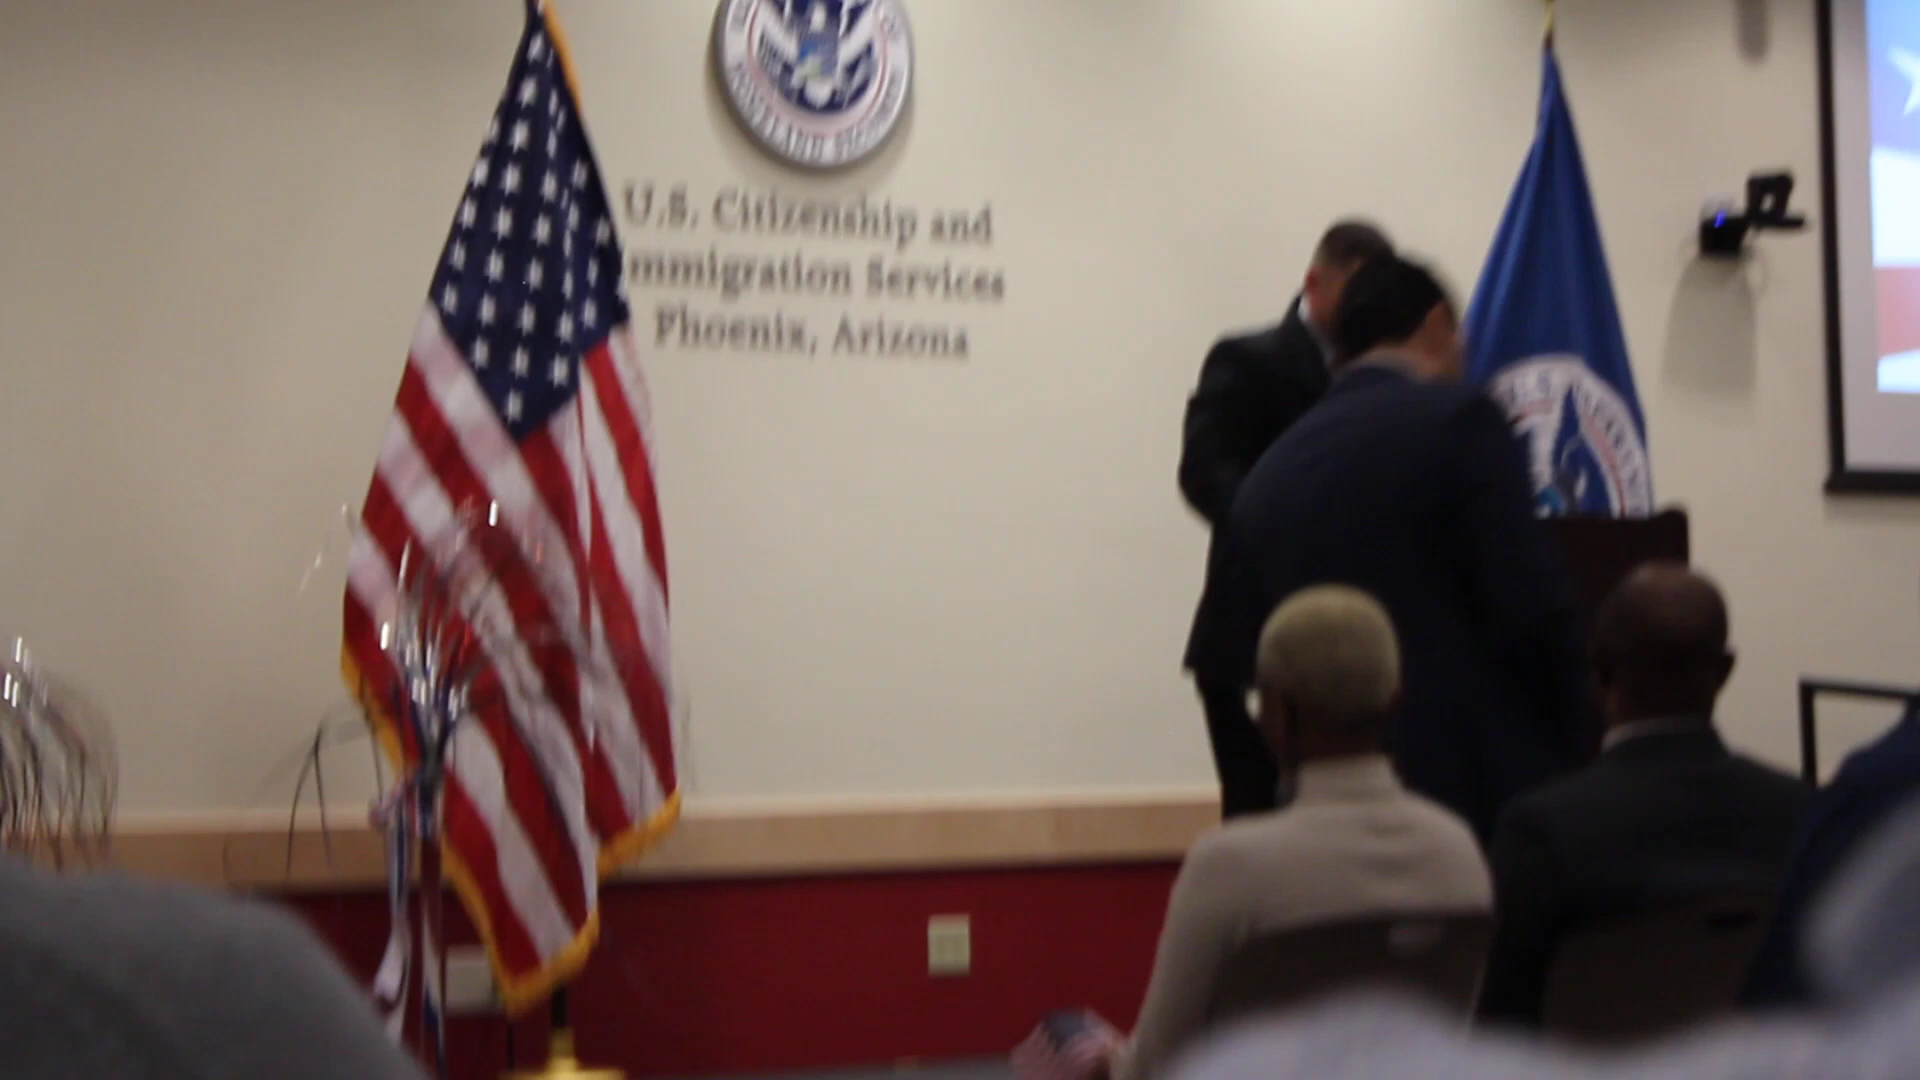 U.S. Citizenship and
mmigration Services
Phoenix, Arizona